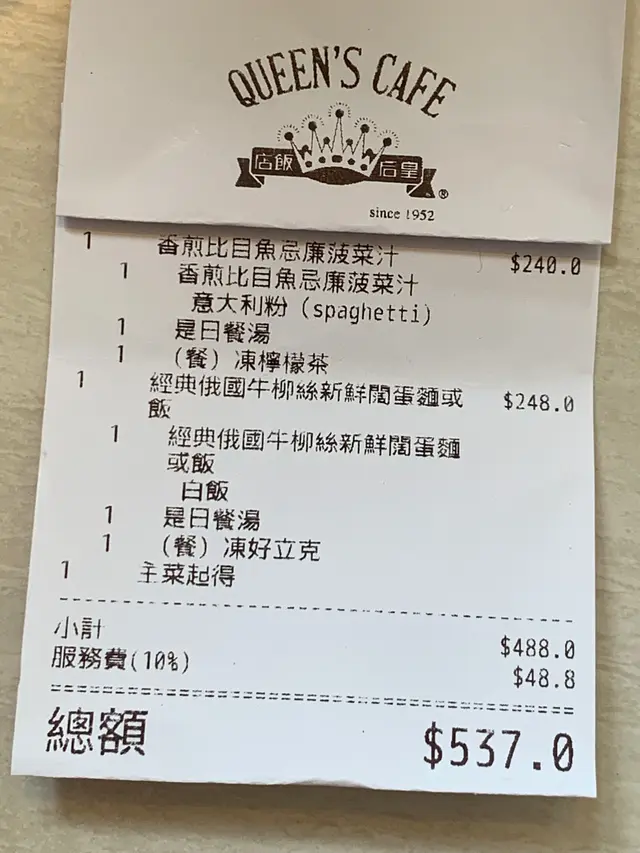 QUEEN'S CAFE
店飯 后皇
®
since 1952
1 香煎比目魚忌廉菠菜汁 $240.0
1 香煎比目魚忌廉菠菜汁
意大利粉 (spaghetti)
1 是日餐湯
1 (餐) 凍檸檬茶
1 經典俄國牛柳絲新鮮闊蛋麵或 $248.0
飯
1 經典俄國牛柳絲新鮮闊蛋麵
或飯
白飯
1 是日餐湯
1 (餐) 凍好立克
1 主菜起得
小計 $488.0
服務費(10%) $48.8
總額 $537.0